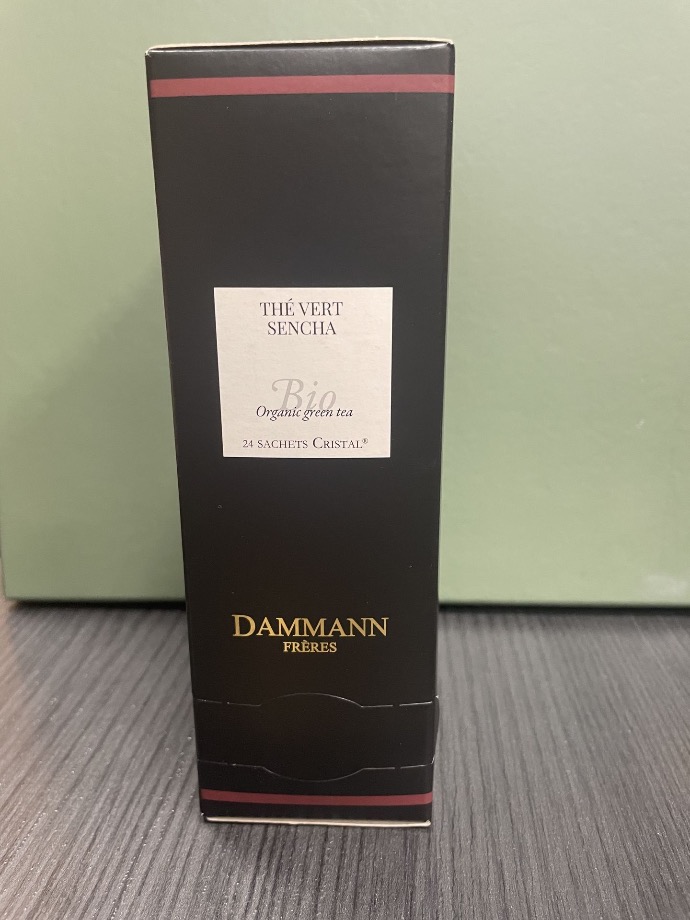 THÉ VERT
SENCHA
Bio
Organic green tea
24 SACHETS CRISTAL®
DAMMANN
FRÈRES